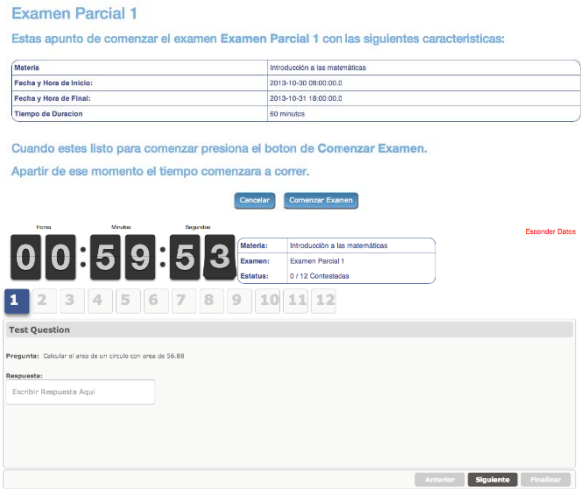 Examen Parcial 1
Estas apunto de comenzar el examen Examen Parcial 1 con las siguientes caracteristicas:
Materia Introducción a las matemáticas
Fecha y Hora de Inicio: 2013-10-30 09:00:00.0
Fecha y Hora de Final: 2013-10-31 18:00:00.0
Tiempo de Duracion 60 minutos
Cuando estes listo para comenzar presiona el boton de Comenzar Examen.
Apartir de ese momento el tiempo comenzara a correr.
Cancelar Comenzar Examen
Horas Minutos Segundos
Esconder Datos
00:59:53
Materia: Introducción a las matemáticas
Examen: Examen Parcial 1
Estatus: 0 / 12 Contestadas
1 2 3 4 5 6 7 8 9 10 11 12
Test Question
Pregunta: Calcular el area de un circulo con area de 56.88
Respuesta:
Escribir Respuesta Aqui
Anterior Siguiente Finalizar